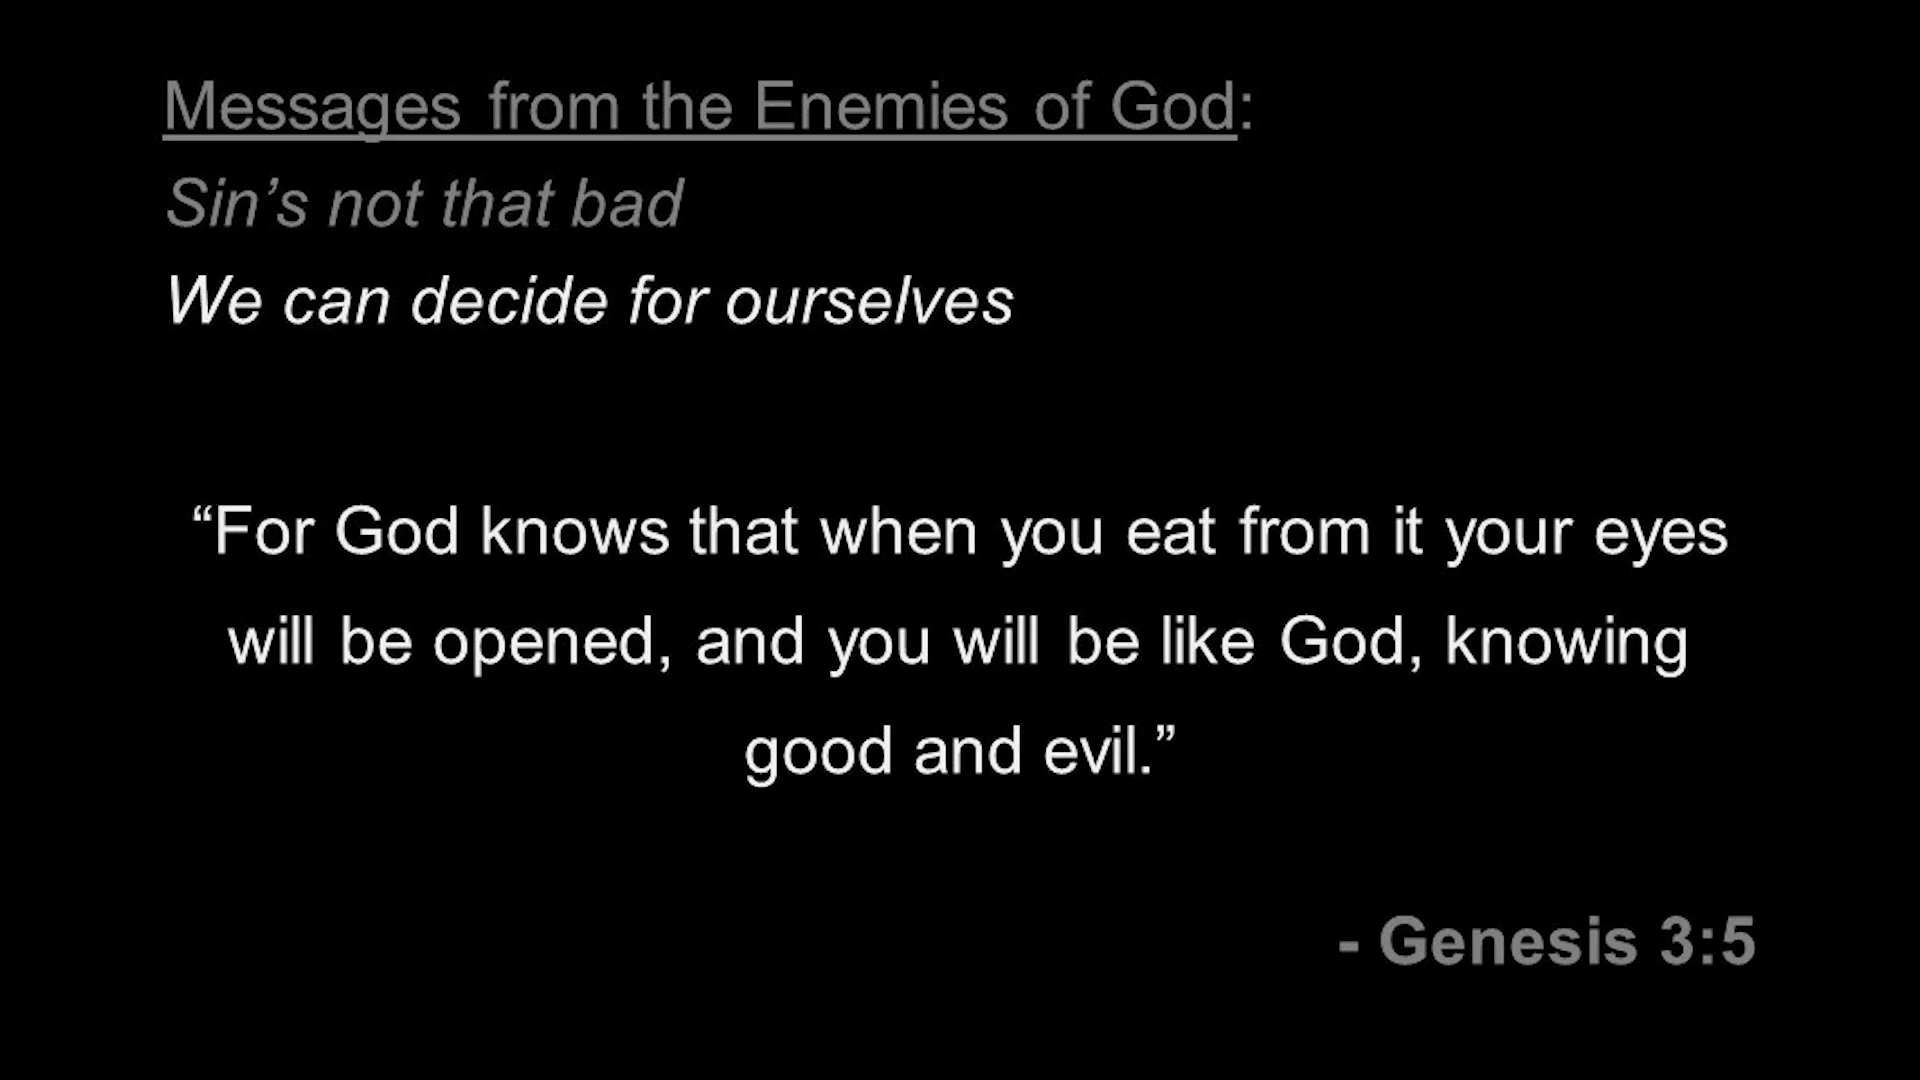 Messages from the Enemies of God:
Sin’s not that bad
We can decide for ourselves
“For God knows that when you eat from it your eyes
will be opened, and you will be like God, knowing
good and evil.”
- Genesis 3:5